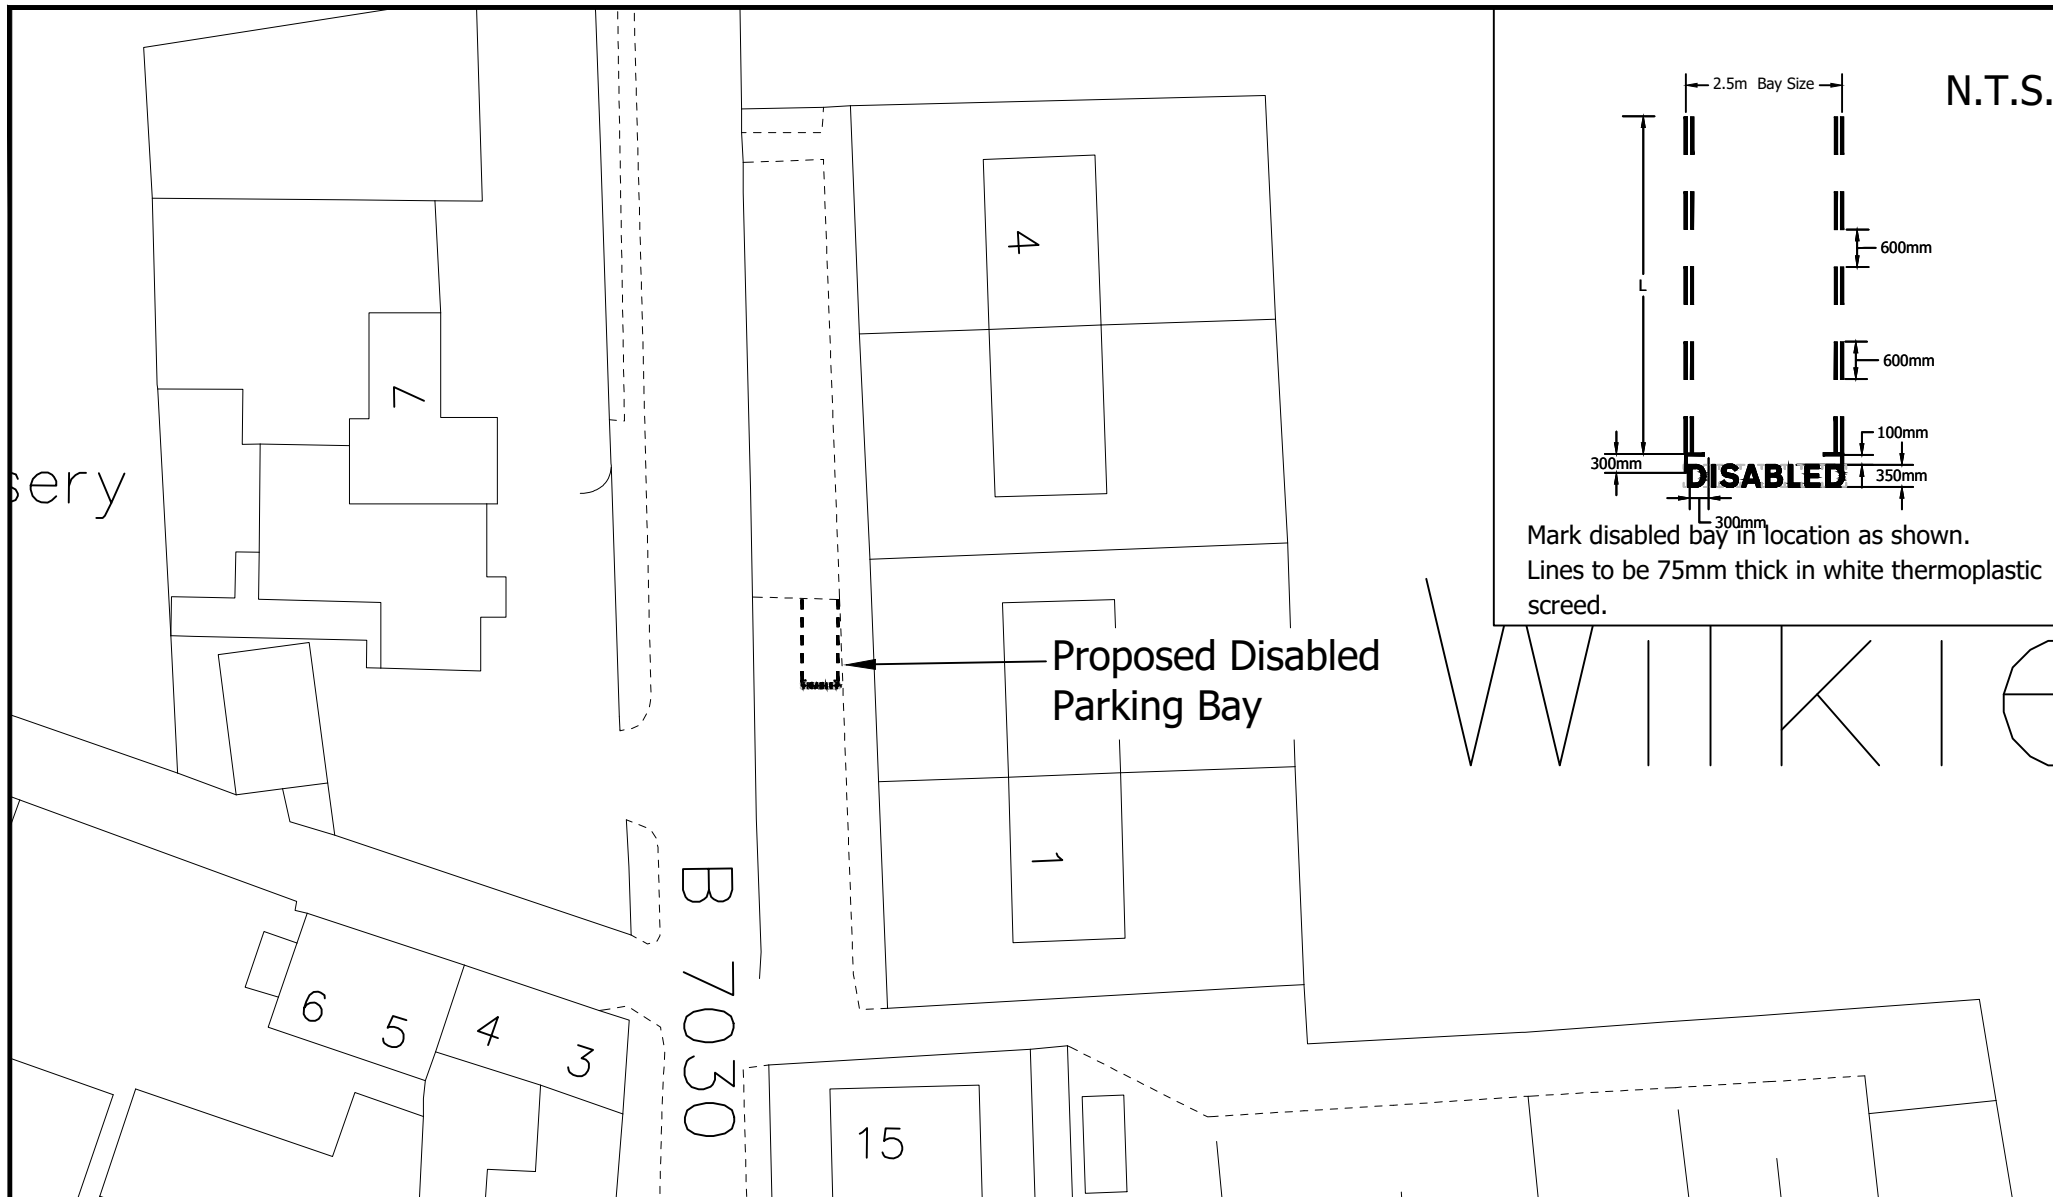 N.T.S.
2.5m Bay Size
600mm
L
600mm
100mm
300mm
DISABLED
350mm
300mm
Mark disabled bay in location as shown.
Lines to be 75mm thick in white thermoplastic
screed.
4
7
sery
Proposed Disabled
Parking Bay
DISABLED
Wilkie
1
B 7030
6
5
4
3
15